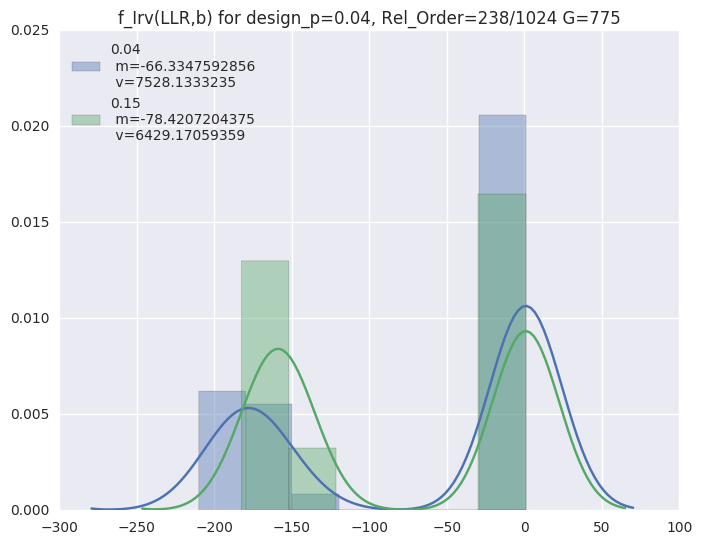 f_Irv(LLR,b) for design_p=0.04, Rel_Order=238/1024 G=775
0.025
0.04
m=-66.3347592856
v=7528.1333235
0.15
m=-78.4207204375
v=6429.17059359
0.020
0.015
0.010
0.005
0.000
−300 −250 −200 −150 −100 −50 0 50 100